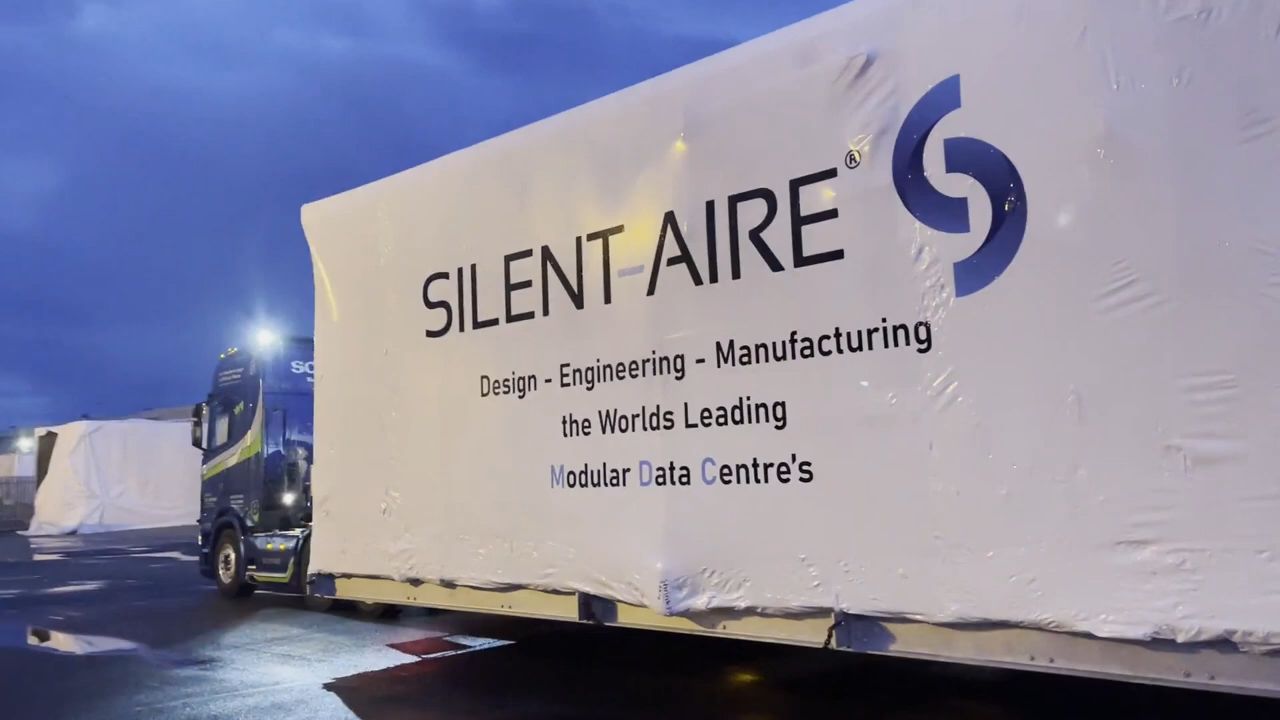 SILENT-AIRE®
Design - Engineering - Manufacturing
the Worlds Leading
Modular Data Centre's